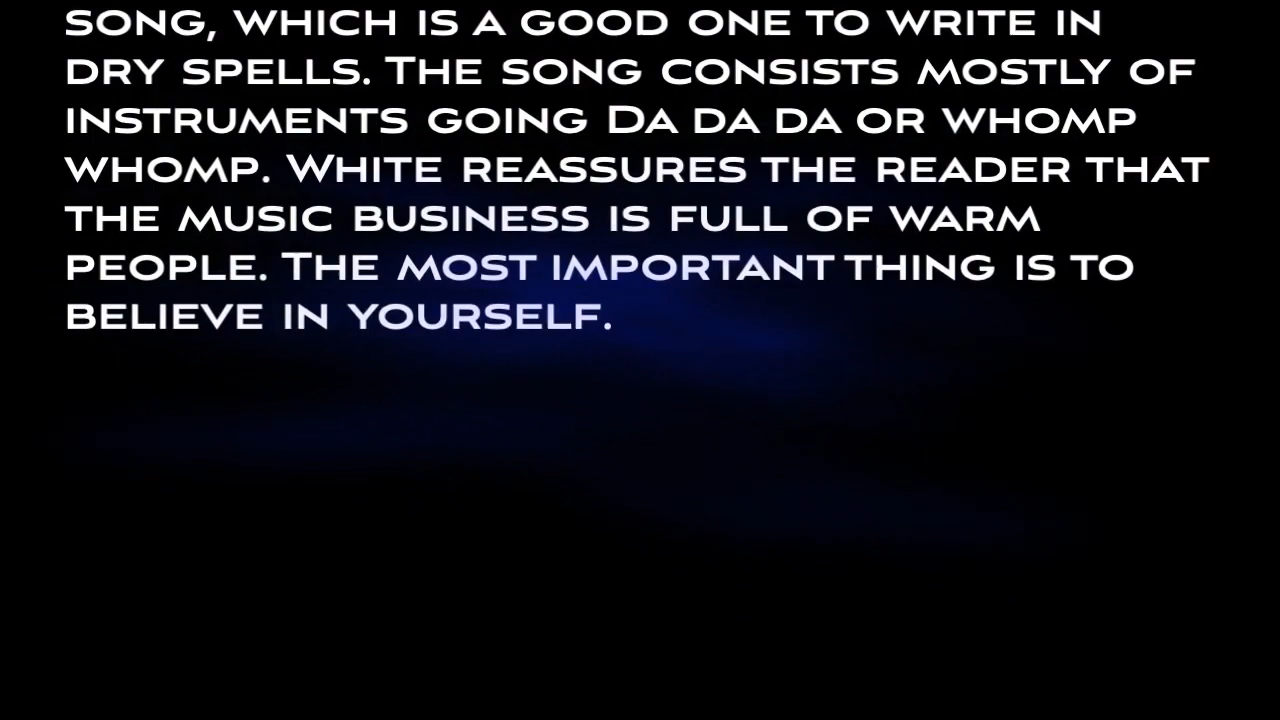 SONG, WHICH IS A GOOD ONE TO WRITE IN
DRY SPELLS. THE SONG CONSISTS MOSTLY OF
INSTRUMENTS GOING DA DA DA OR WHOMP
WHOMP. WHITE REASSURES THE READER THAT
THE MUSIC BUSINESS IS FULL OF WARM
PEOPLE. THE MOST IMPORTANT THING IS TO
BELIEVE IN YOURSELF.